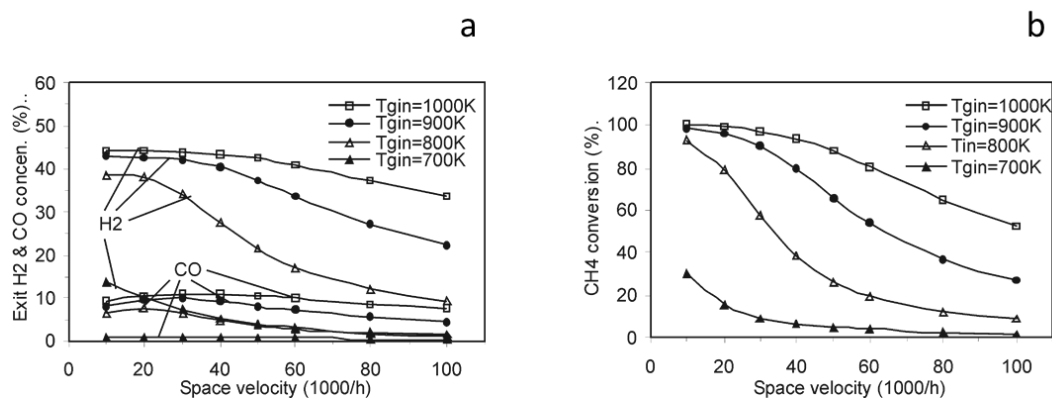 a
60
50
40
30
20
10
0
Exit H2 & CO concen. (%)..
Tgin=1000K
Tgin=900K
Tgin=800K
Tgin=700K
H2
CO
0 20 40 60 80 100
Space velocity (1000/h)
b
120
100
80
60
40
20
0
CH4 conversion (%).
Tgin=1000K
Tgin=900K
Tin=800K
Tgin=700K
0 20 40 60 80 100
Space velocity (1000/h)